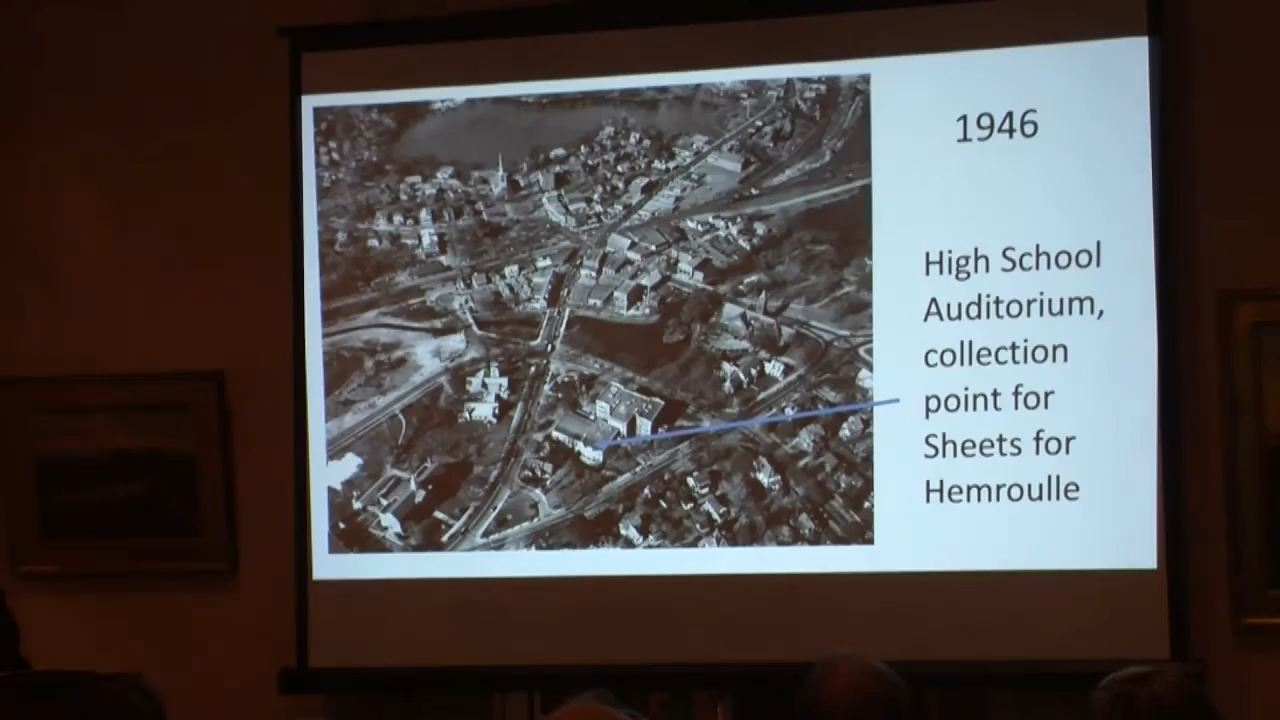 1946
High School
Auditorium,
collection
point for
Sheets for
Hemroulle